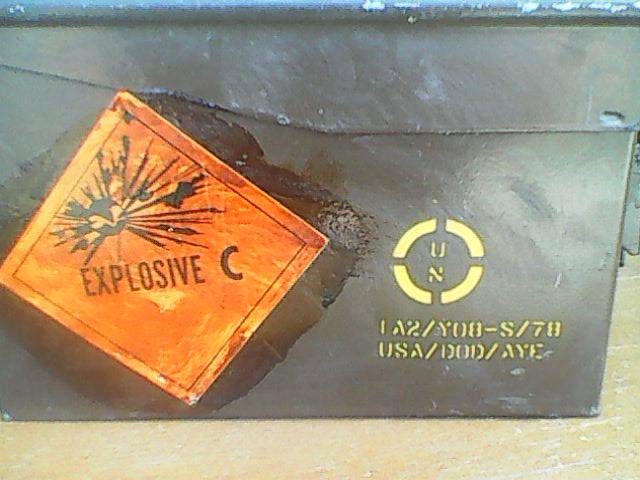 EXPLOSIVE C
U
N
1A2/Y08-S/78
USA/DOD/AYE